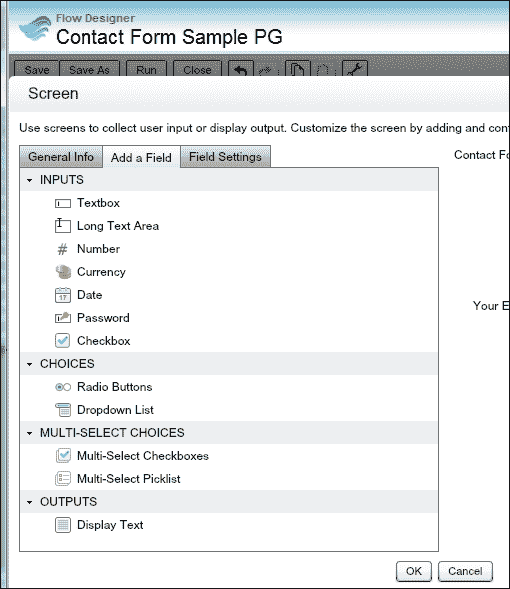 Flow Designer
Contact Form Sample PG
Save Save As Run Close
Screen
Use screens to collect user input or display output. Customize the screen by adding and con
General Info Add a Field Field Settings
Contact Fo
INPUTS
Textbox
Long Text Area
# Number
Currency
17 Date
Your E
Password
Checkbox
CHOICES
Radio Buttons
Dropdown List
MULTI-SELECT CHOICES
Multi-Select Checkboxes
Multi-Select Picklist
OUTPUTS
Display Text
OK Cancel